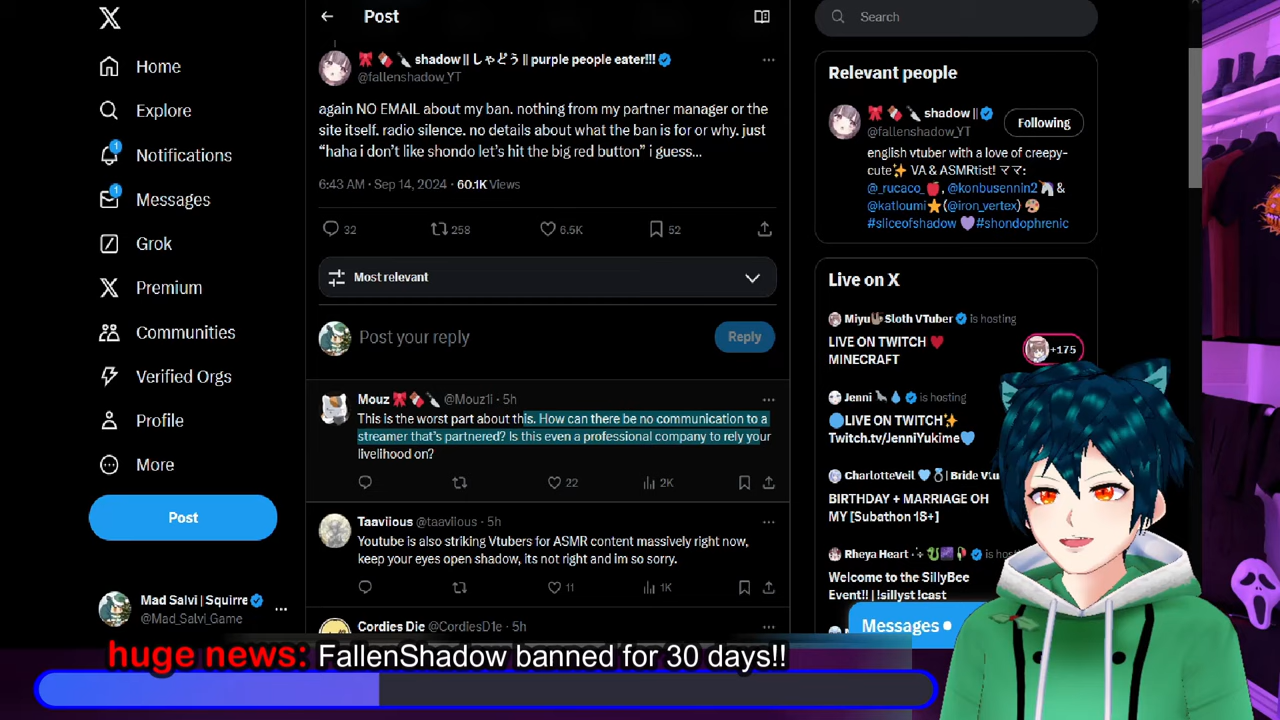 Home
Explore
Notifications
1
Messages
1
Grok
Premium
Communities
Verified Orgs
Profile
More
Post
Mad Salvi | Squirre
@Mad_Salvi_Game
Post
shadow || しゃどう || purple people eater!!!
@fallenshadow_YT
again NO EMAIL about my ban. nothing from my partner manager or the
site itself. radio silence. no details about what the ban is for or why. just
“haha i don’t like shondo let’s hit the big red button” i guess...
6:43 AM · Sep 14, 2024 · 60.1K Views
32 258 6.5K 52
Most relevant
Post your reply
Reply
Mouz @Mouz1i · 5h
This is the worst part about this. How can there be no communication to a
streamer that’s partnered? Is this even a professional company to rely your
livelihood on?
22 2K
Taaviious @taaviious · 5h
Youtube is also striking Vtubers for ASMR content massively right now,
keep your eyes open shadow, its not right and im so sorry.
11 1K
Cordies Die @CordiesD1e · 5h
Search
Relevant people
shadow ||
@fallenshadow_YT
Following
english vtuber with a love of creepy-
cute✨ VA & ASMRtist! ママ:
@_rucaco_🍎, @konbusennin2🦄&
@katloumi⭐(@iron_vertex)🎨
#sliceofshadow 💜#shondophrenic
Live on X
Miyu🦥Sloth VTuber is hosting
LIVE ON TWITCH ♥
MINECRAFT
+175
Jenni is hosting
🔵LIVE ON TWITCH✨
Twitch.tv/JenniYukime🩵
CharlotteVeil | Bride Vtu
BIRTHDAY + MARRIAGE OH
MY [Subathon 18+]
Rheya Heart is ho
Welcome to the SillyBee
Event!! | !sillyst !cast
Messages
huge news: FallenShadow banned for 30 days!!